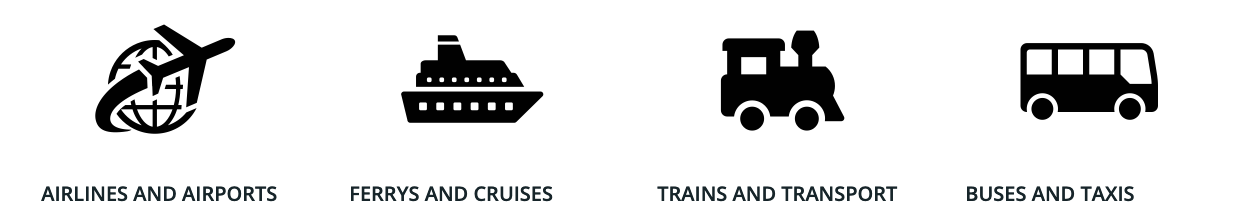 AIRLINES AND AIRPORTS
FERRYS AND CRUISES
TRAINS AND TRANSPORT
BUSES AND TAXIS